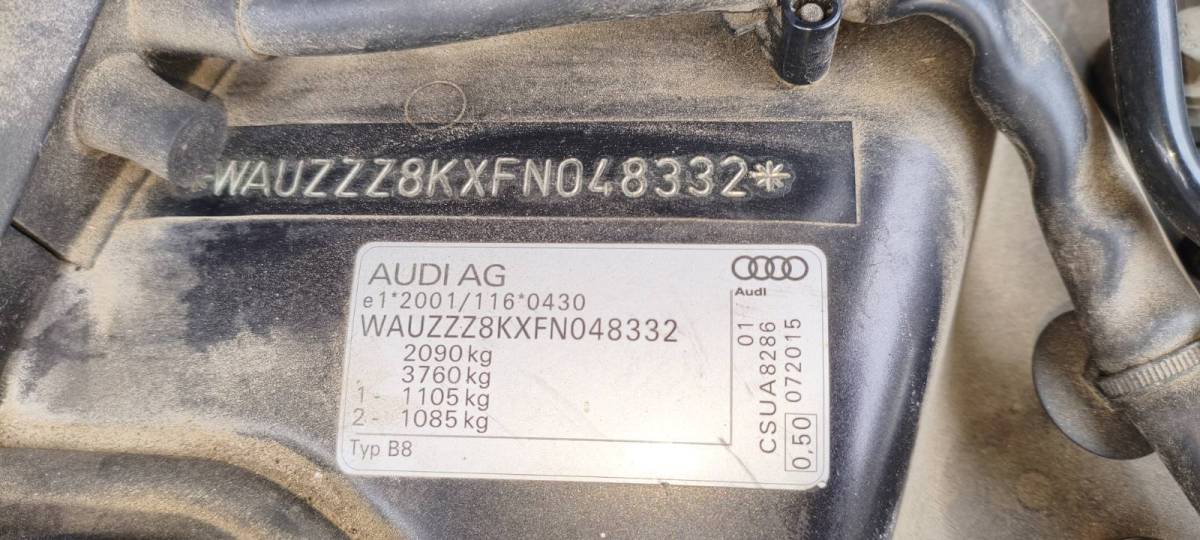 WAUZZZ8KXFN048332*
AUDI AG
Audi
e1*2001/116*0430
WAUZZZ8KXFN048332
2090 kg
3760 kg
1 - 1105 kg
2 - 1085 kg
Typ B8
01
CSUA8286
0,50 072015